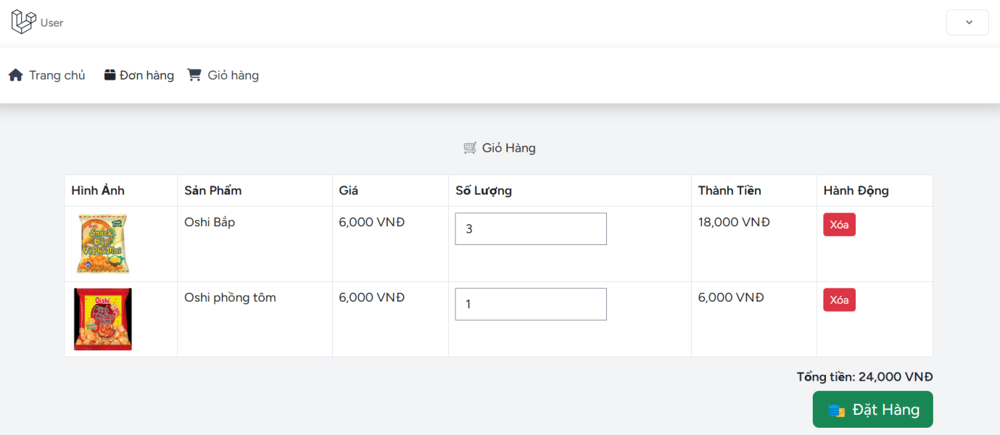 User
Trang chủ Đơn hàng Giỏ hàng
Giỏ Hàng
Hình Ảnh Sản Phẩm Giá Số Lượng Thành Tiền Hành Động
Oshi Bắp 6,000 VNĐ 3 18,000 VNĐ Xóa
Oishi
Snack
Bắp
Vị Phô Mai
Oshi phồng tôm 6,000 VNĐ 1 6,000 VNĐ Xóa
Oishi
Tổng tiền: 24,000 VNĐ
Đặt Hàng